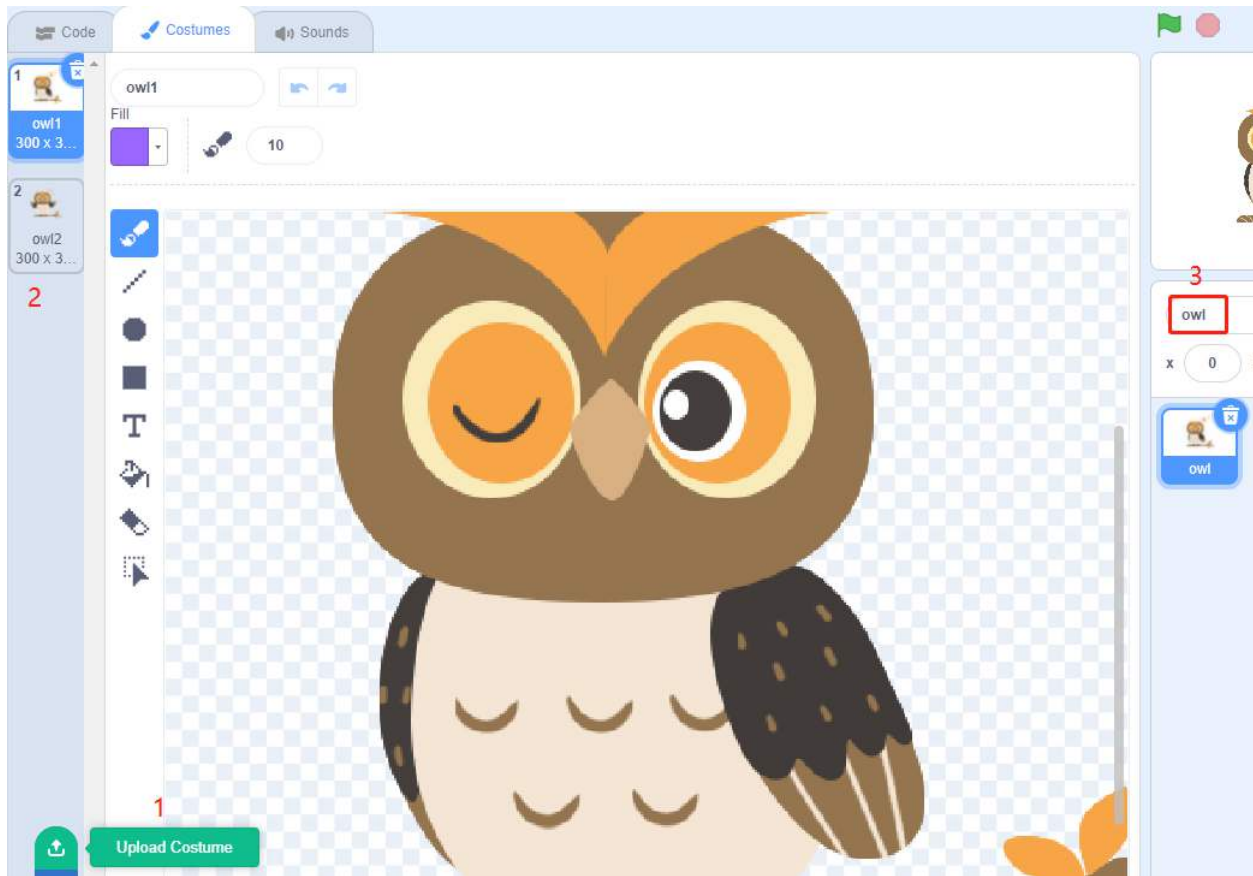 Code
Costumes
Sounds
1
owl1
300 x 3...
2
owl2
300 x 3...
2
owl1
Fill
10
T
1
Upload Costume
3
owl
x 0
owl